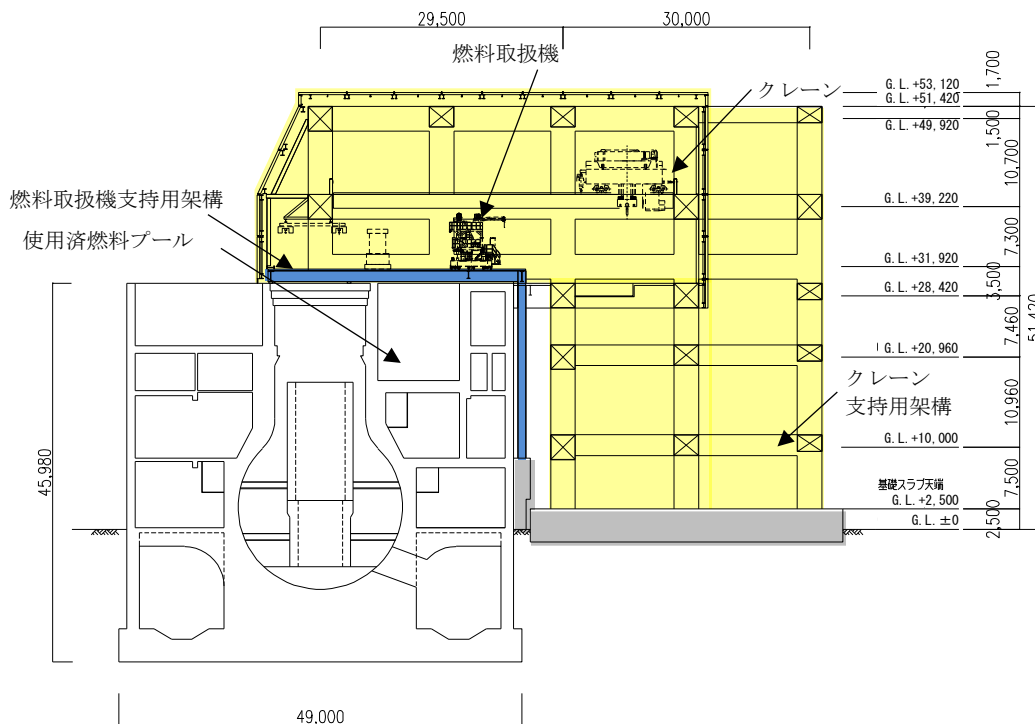 29,500
30,000
燃料取扱機
クレーン
G.L.+53,120
G.L.+51,420
G.L.+49,920
G.L.+39,220
G.L.+31,920
G.L.+28,420
G.L.+20,960
G.L.+10,000
基礎スラブ天端
G.L.+2,500
G.L.±0
1,700
1,500
10,700
7,300
3,500
7,460
10,960
7,500
2,500
51,420
燃料取扱機支持用架構
使用済燃料プール
クレーン
支持用架構
45,980
49,000